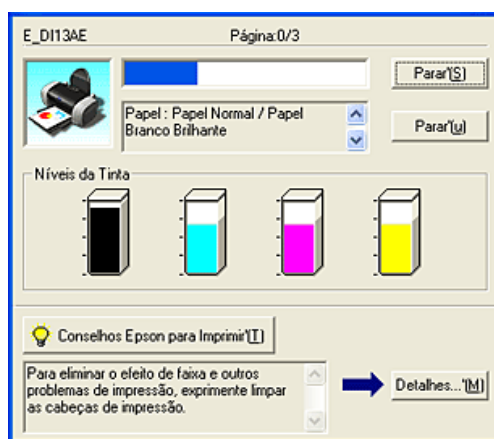 E_DI13AE Página:0/3
Parar'(S)
Papel : Papel Normal / Papel
Branco Brilhante
Parar'(u)
Níveis da Tinta
Conselhos Epson para Imprimir'(T)
Para eliminar o efeito de faixa e outros
problemas de impressão, exprimente limpar
as cabeças de impressão.
Detalhes...'(M)